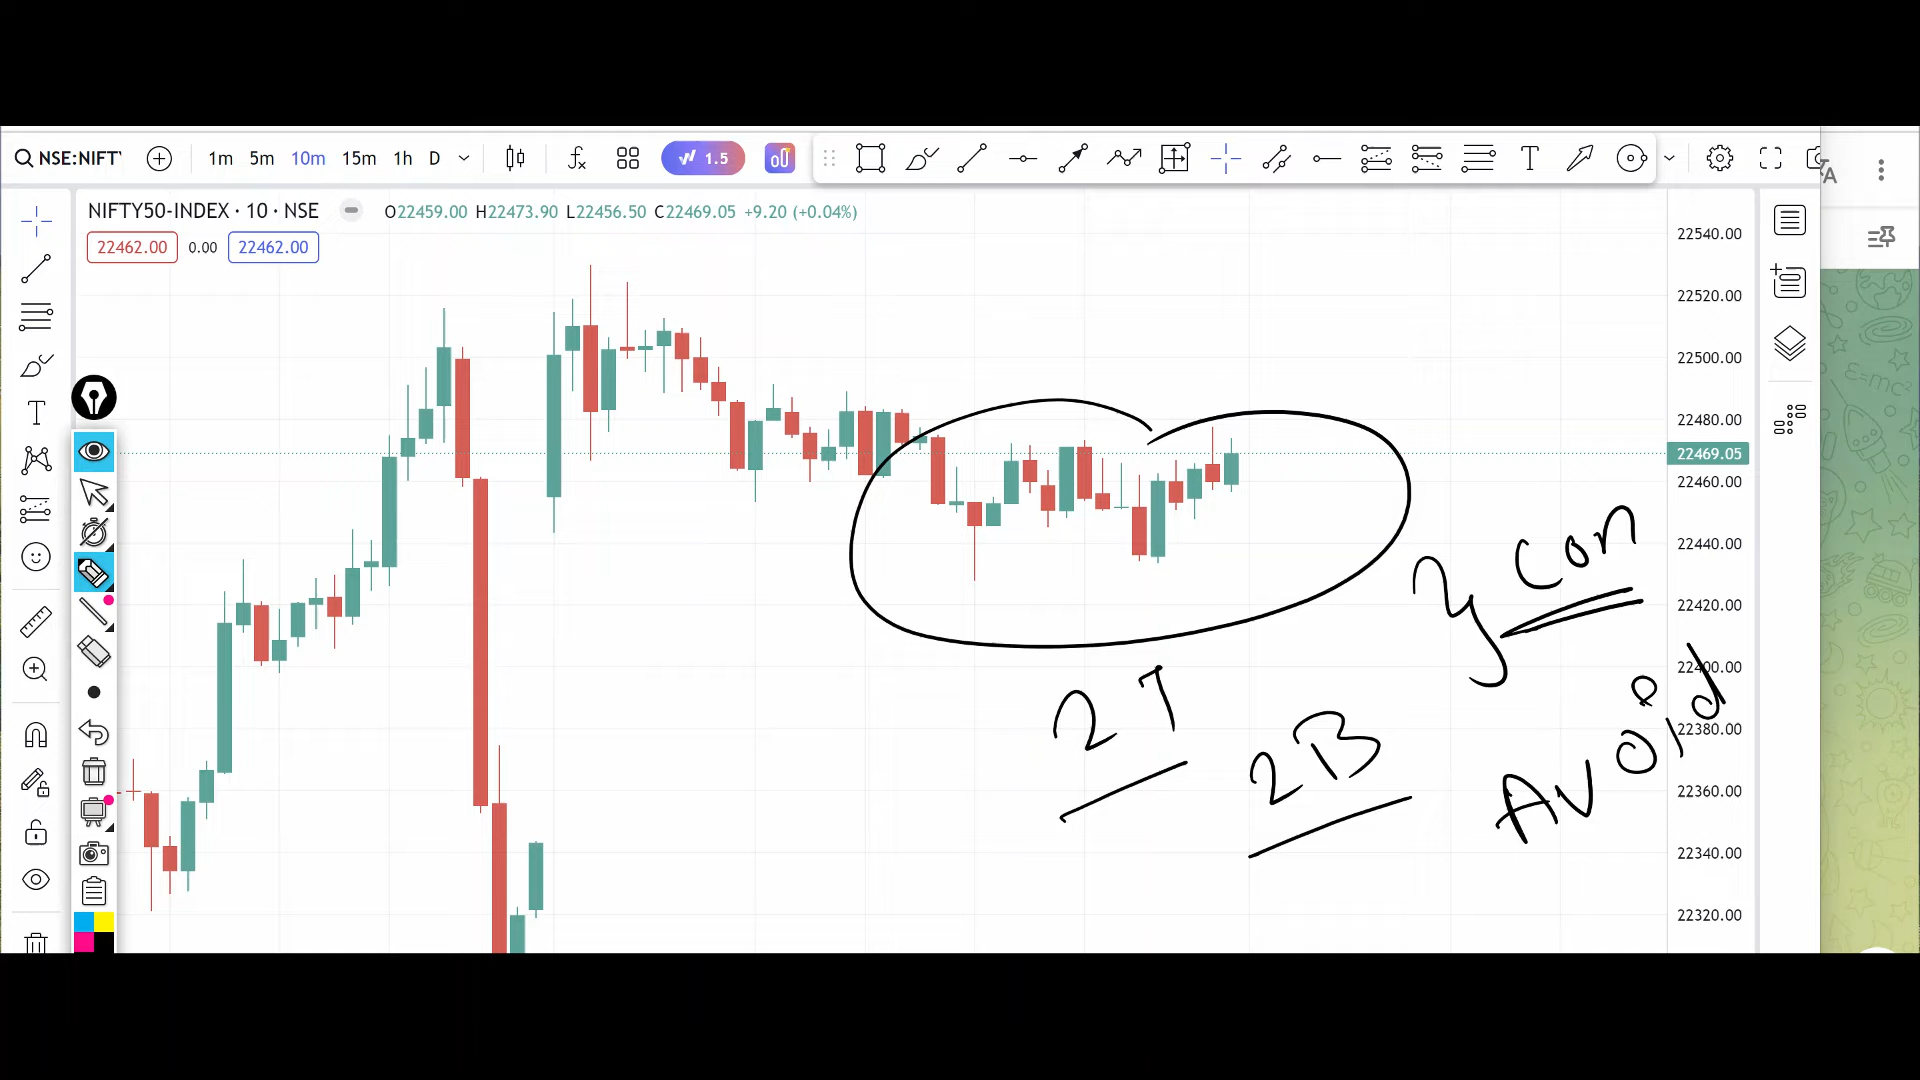 NSE:NIFTY
1m 5m 10m 15m 1h D
1.5
T
NIFTY50-INDEX · 10 · NSE
O22459.00 H22473.90 L22456.50 C22469.05 +9.20 (+0.04%)
22462.00 0.00 22462.00
22540.00
22520.00
22500.00
22480.00
22469.05
22460.00
22440.00
22420.00
22400.00
22380.00
22360.00
22340.00
22320.00
Con
2T
2B
Avoid